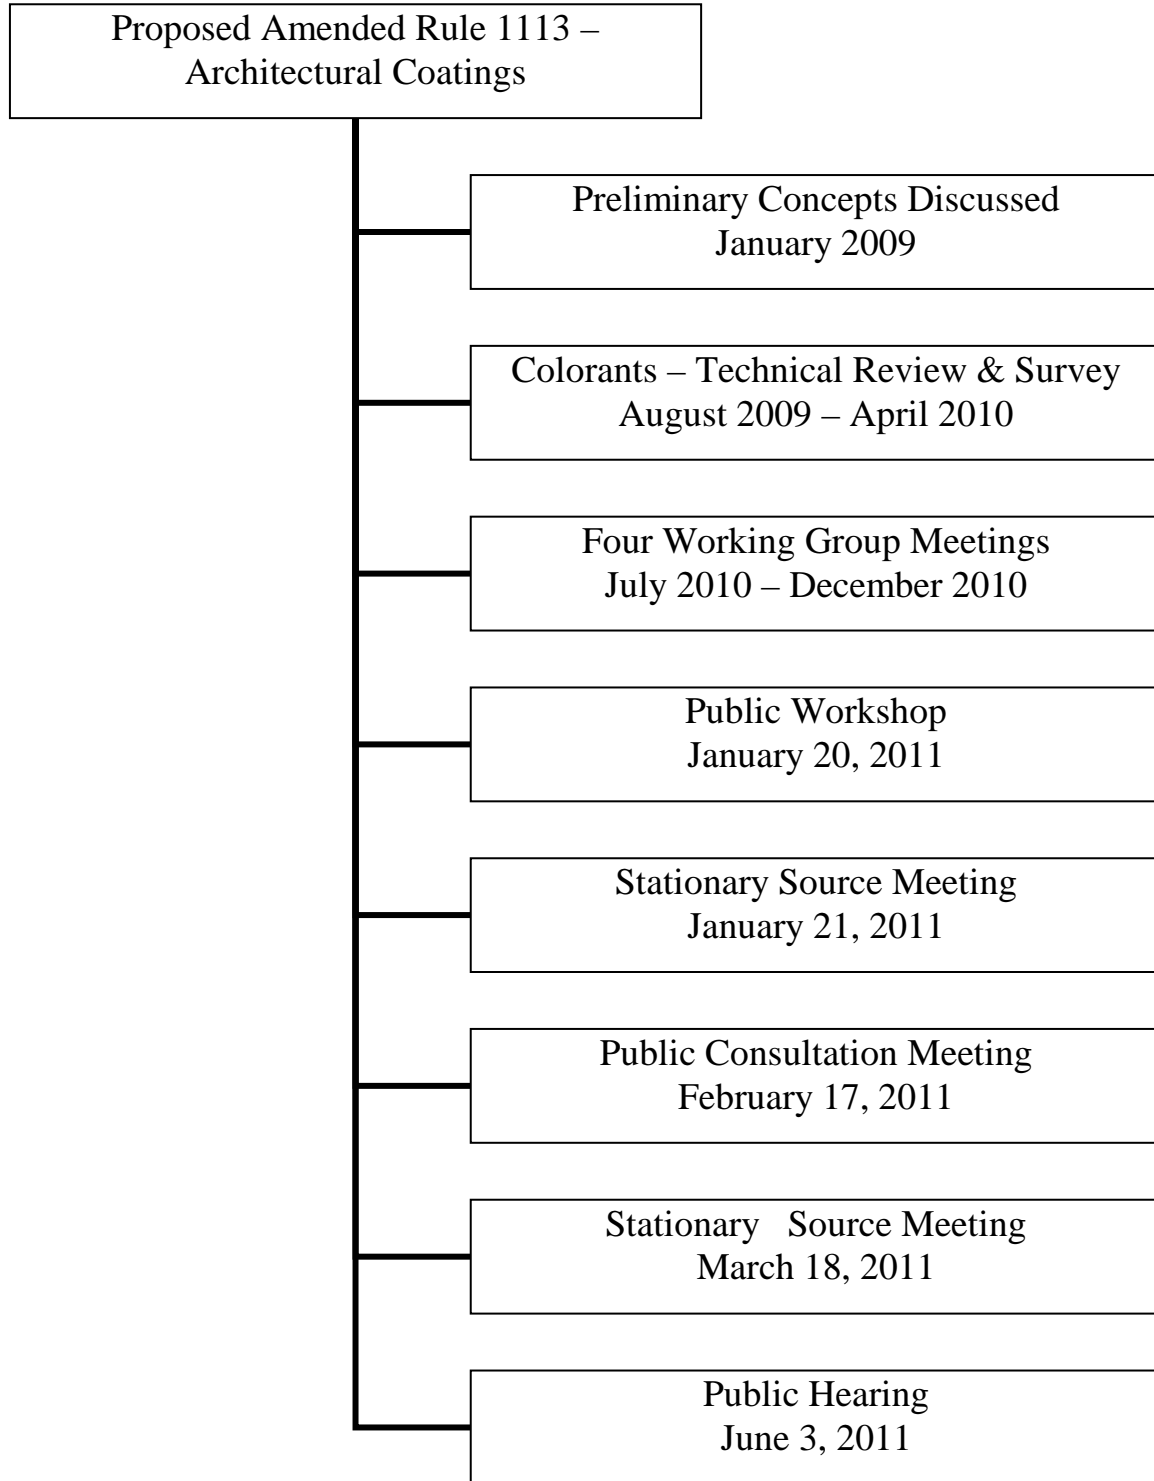 Proposed Amended Rule 1113 –
Architectural Coatings
Preliminary Concepts Discussed
January 2009
Colorants – Technical Review & Survey
August 2009 – April 2010
Four Working Group Meetings
July 2010 – December 2010
Public Workshop
January 20, 2011
Stationary Source Meeting
January 21, 2011
Public Consultation Meeting
February 17, 2011
Stationary   Source Meeting
March 18, 2011
Public Hearing
June 3, 2011